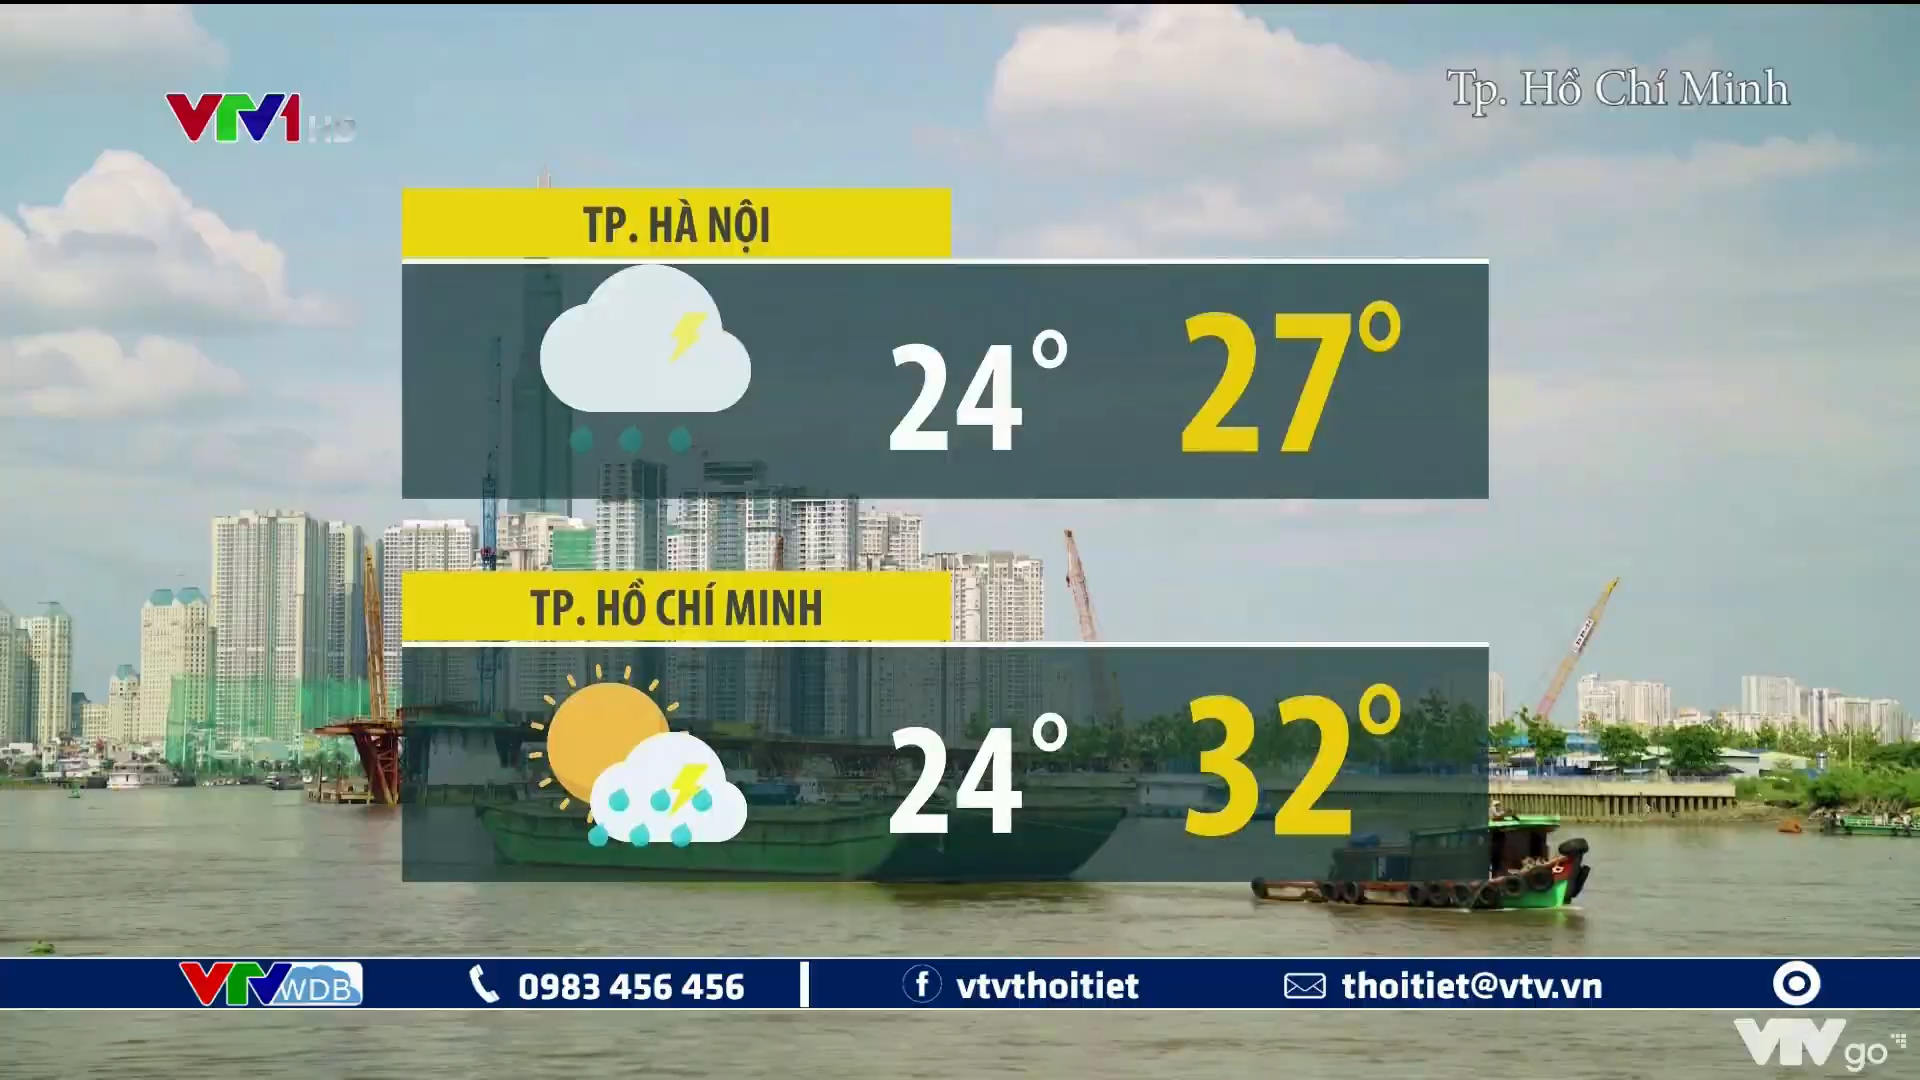 VTV1 HD
Tp. Hồ Chí Minh
TP. HÀ NỘI
24° 27°
TP. HỒ CHÍ MINH
24° 32°
VTV WDB 0983 456 456 vtvthoitiet thoitiet@vtv.vn
VTV go